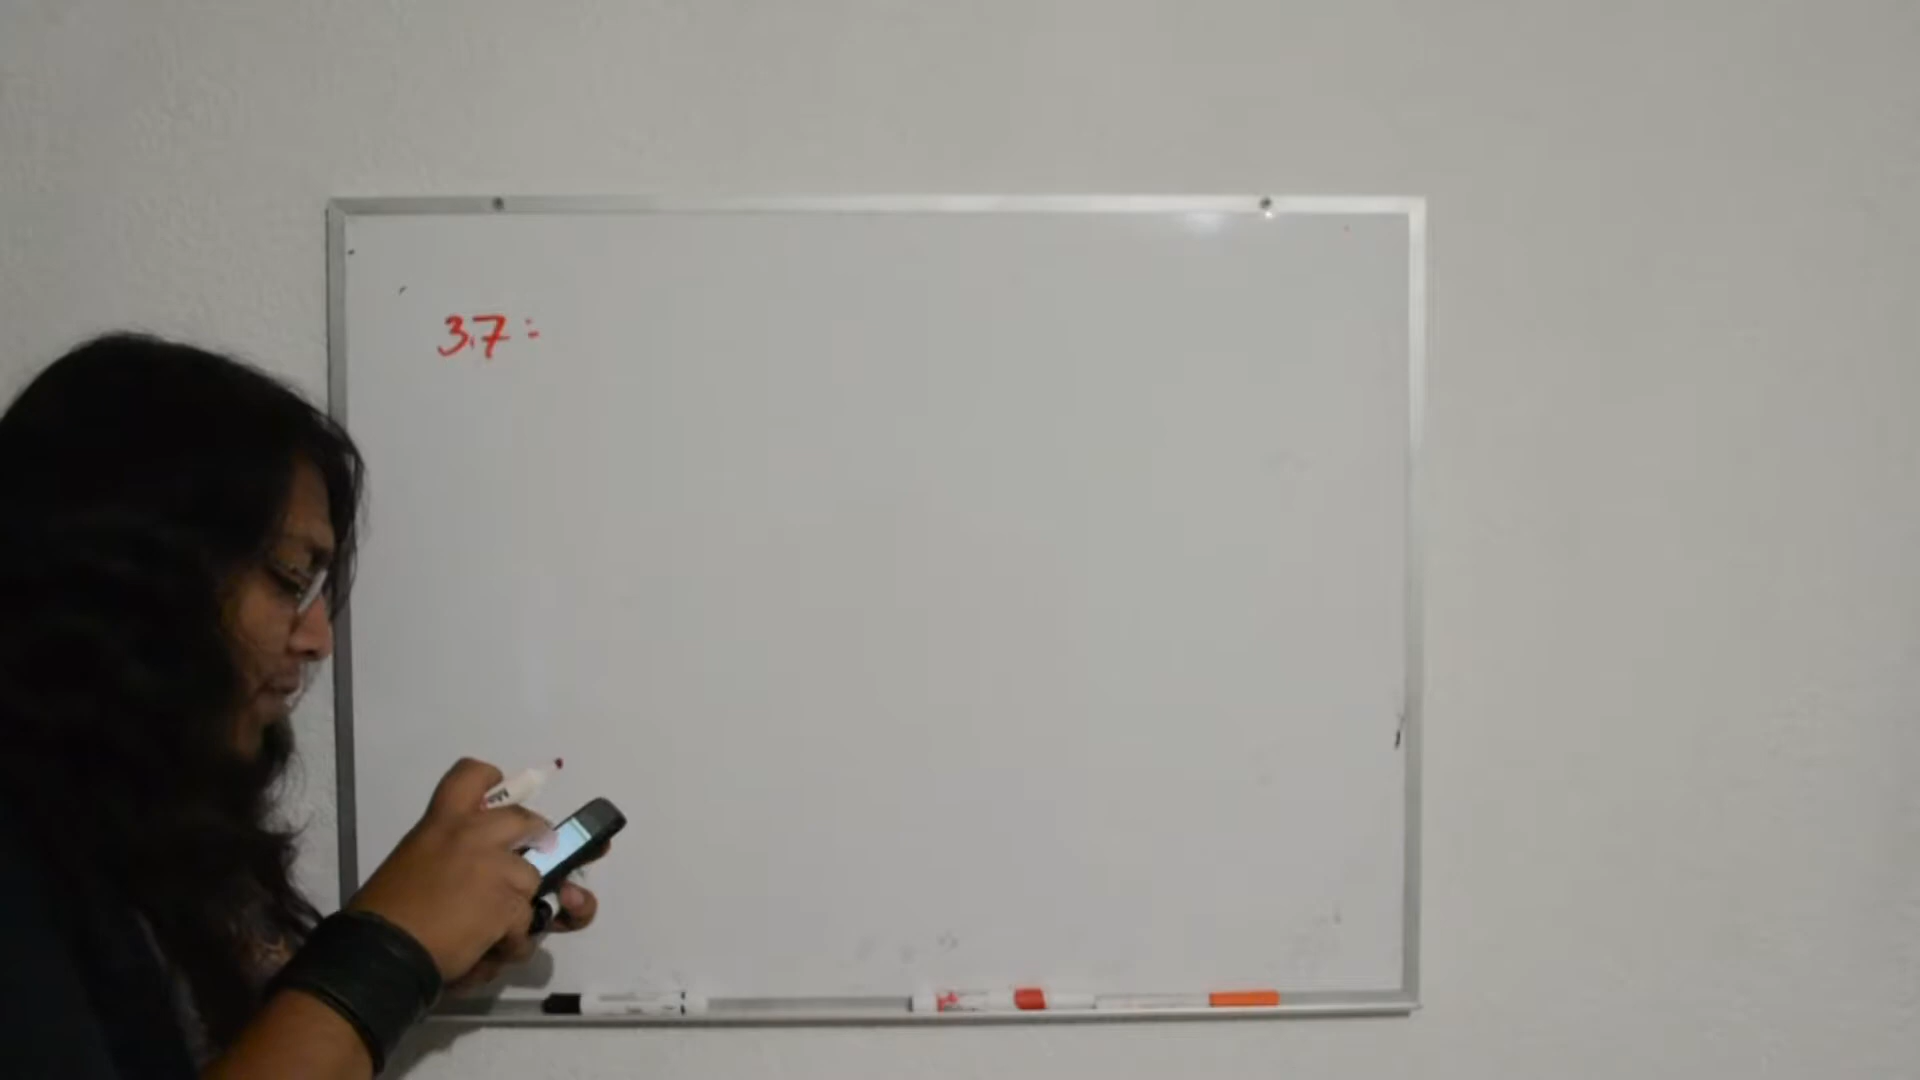 3.7 =